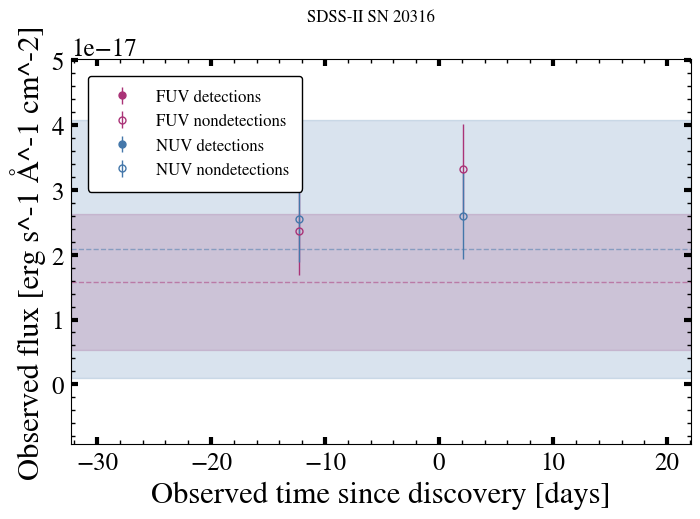 SDSS-II SN 20316
1e−17
FUV detections
FUV nondetections
NUV detections
NUV nondetections
5
4
3
2
1
0
Observed flux [erg s^-1 Å^-1 cm^-2]
−30
−20
−10
0
10
20
Observed time since discovery [days]